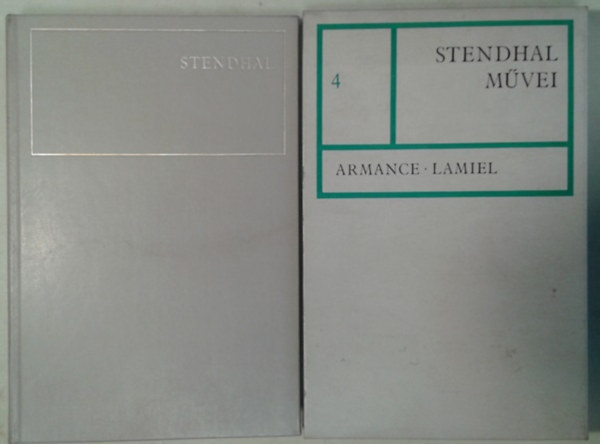 STENDHAL
4
STENDHAL
MŰVEI
ARMANCE · LAMIEL